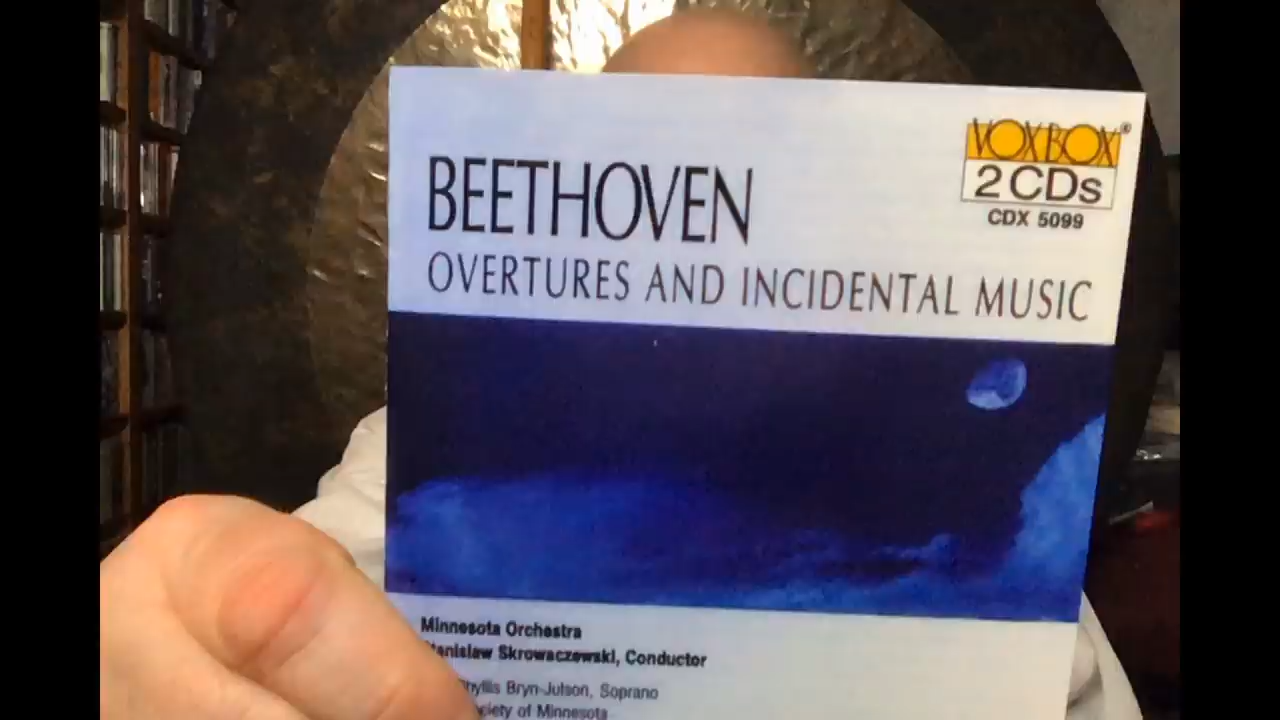 VOXBOX®
2 CDs
CDX 5099
BEETHOVEN
OVERTURES AND INCIDENTAL MUSIC
Minnesota Orchestra
Skrowaczewski, Conductor
Bryn-Julson, Soprano
of Minnesota